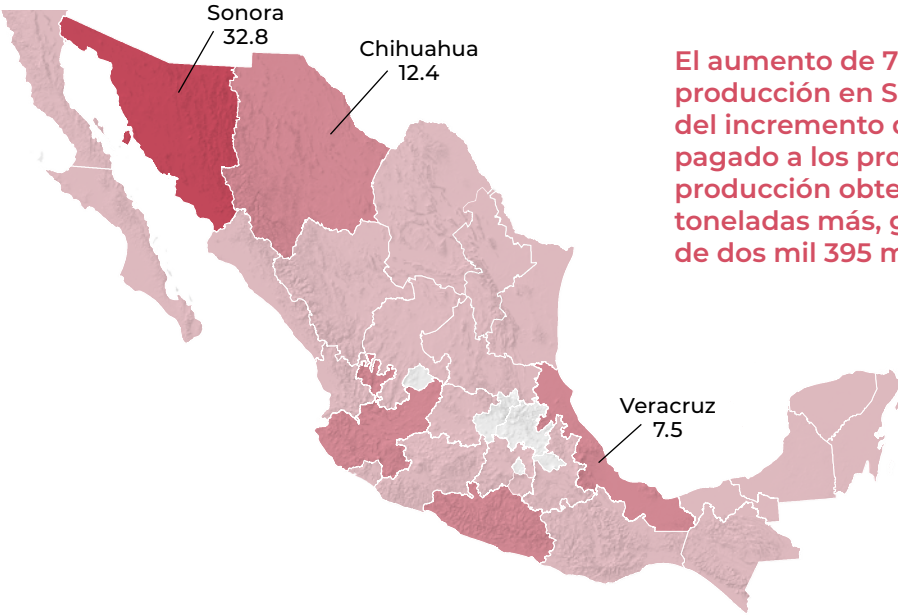 Sonora
32.8
Chihuahua
12.4
El aumento de 7
producción en S
del incremento
pagado a los pro
producción obte
toneladas más, g
de dos mil 395 m
Veracruz
7.5